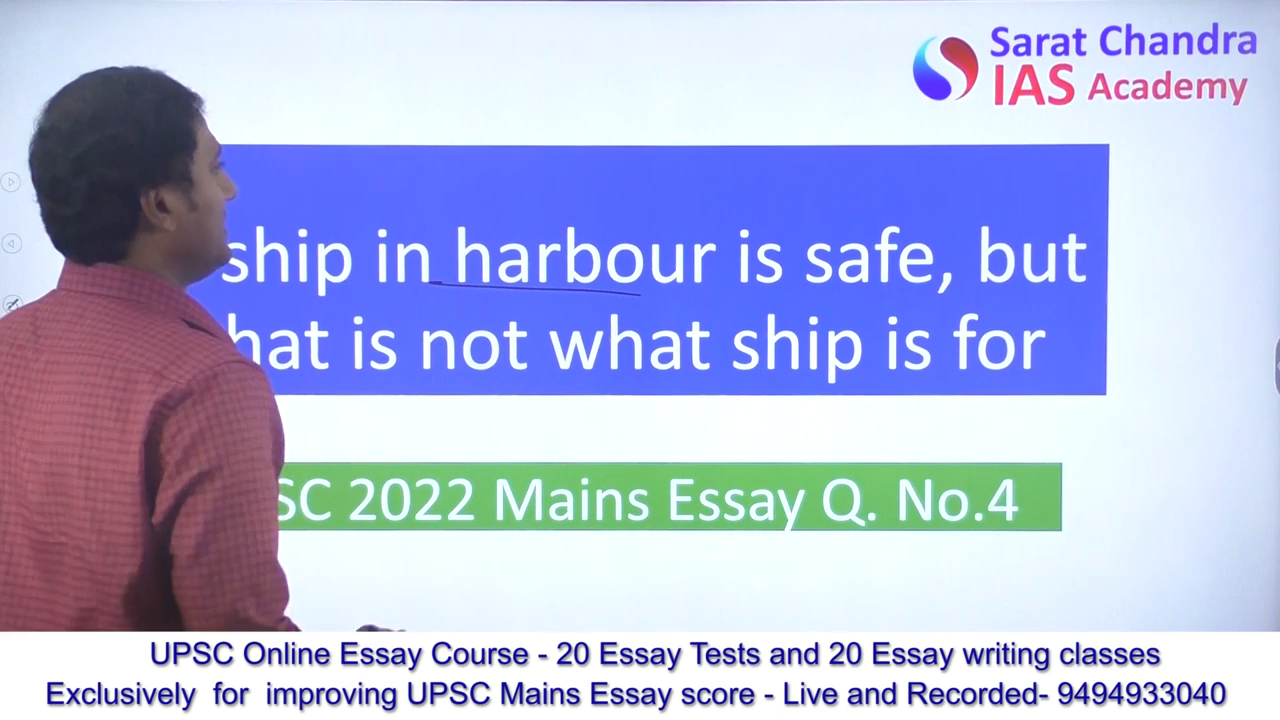 Sarat Chandra
IAS Academy
ship in harbour is safe, but
hat is not what ship is for
SC 2022 Mains Essay Q. No.4
UPSC Online Essay Course - 20 Essay Tests and 20 Essay writing classes
Exclusively for improving UPSC Mains Essay score - Live and Recorded- 9494933040